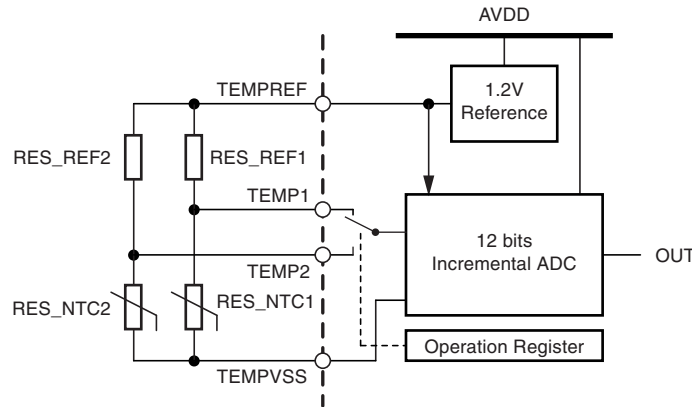 AVDD
TEMPREF
1.2V
Reference
RES_REF2
RES_REF1
TEMP1
12 bits
Incremental ADC
OUT
TEMP2
RES_NTC2
RES_NTC1
Operation Register
TEMPVSS